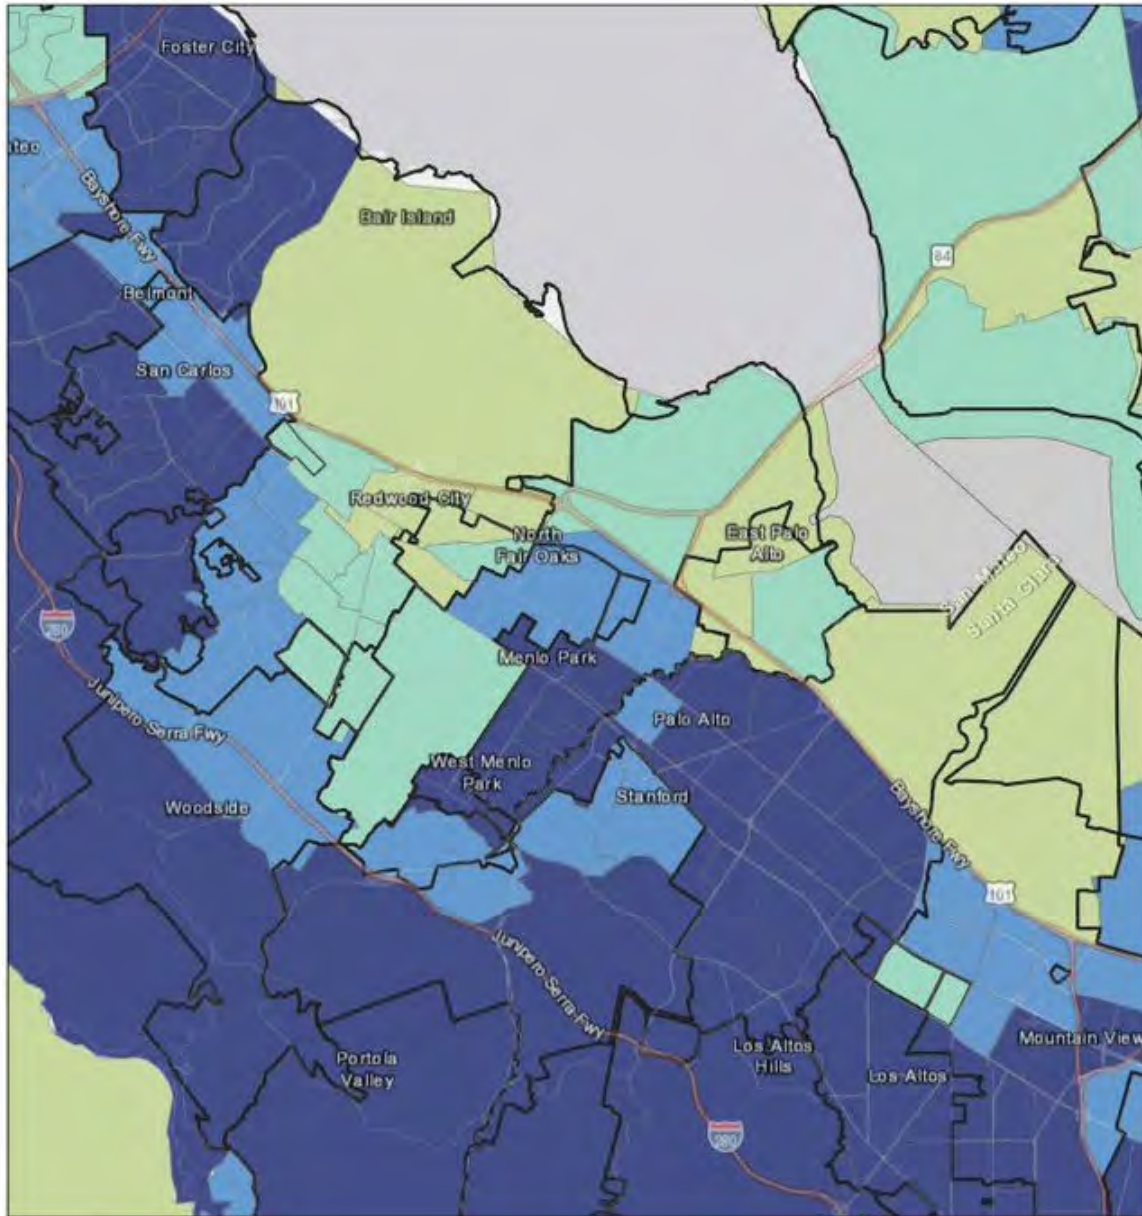 Foster City
ateo
Bayshore Fwy
Bair Island
84
Belmont
San Carlos
101
Redwood City
North
Fair Oaks
East Palo
Alto
San Mateo
Santa Clara
280
Junipero Serra Fwy
Menlo Park
Palo Alto
West Menlo
Park
Woodside
Stanford
Bayshore Fwy
101
Junipero Serra Fwy
Portola
Valley
Los Altos
Hills
Los Altos
Mountain View
280